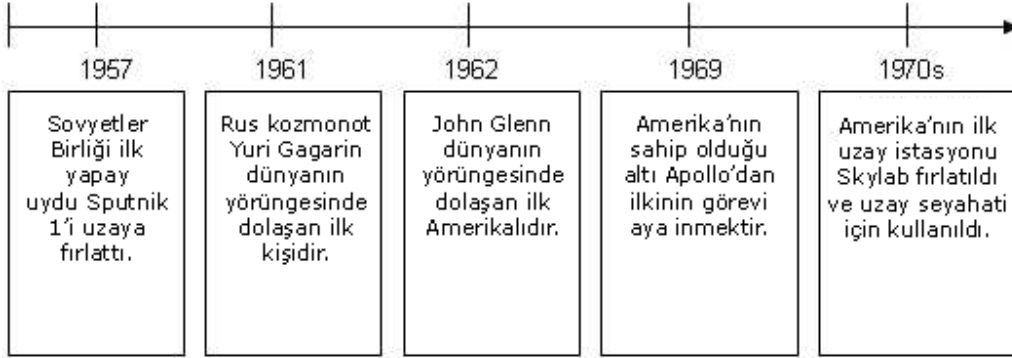 1957
1961
1962
1969
1970s
Sovyetler
Birliği ilk
yapay
uydu Sputnik
1'i uzaya
fırlattı.
Rus kozmonot
Yuri Gagarin
dünyanın
yörüngesinde
dolaşan ilk
kişidir.
John Glenn
dünyanın
yörüngesinde
dolaşan ilk
Amerikalıdır.
Amerika'nın
sahip olduğu
altı Apollo'dan
ilkinin görevi
aya inmektir.
Amerika'nın ilk
uzay istasyonu
Skylab fırlatıldı
ve uzay seyahati
için kullanıldı.